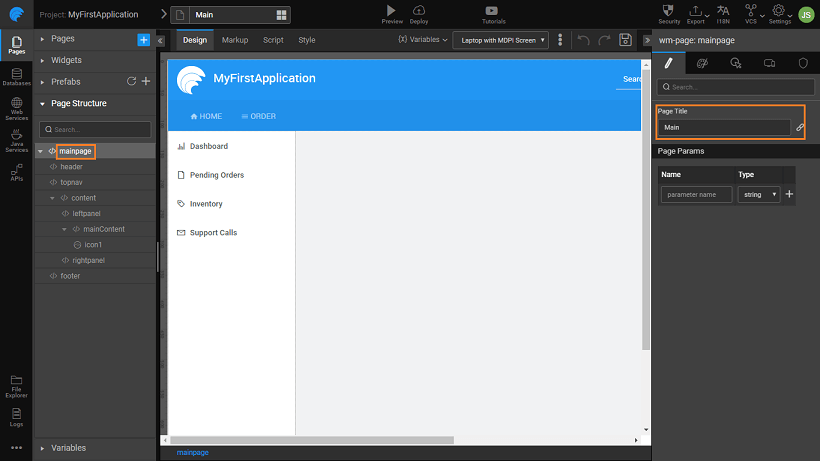 Project: MyFirstApplication
Main
Preview
Deploy
Tutorials
Security
Export
I18N
VCS
Settings
JS
Pages
Databases
Web
Services
Java
Services
APIs
File
Explorer
Logs
Pages
Widgets
Prefabs
Page Structure
Search...
mainpage
header
topnav
content
leftpanel
mainContent
icon1
rightpanel
footer
Variables
Design
Markup
Script
Style
{x} Variables
Laptop with MDPI Screen
MyFirstApplication
Sear
HOME
ORDER
Dashboard
Pending Orders
Inventory
Support Calls
mainpage
wm-page: mainpage
Search...
Page Title
Main
Page Params
Name Type
parameter name string